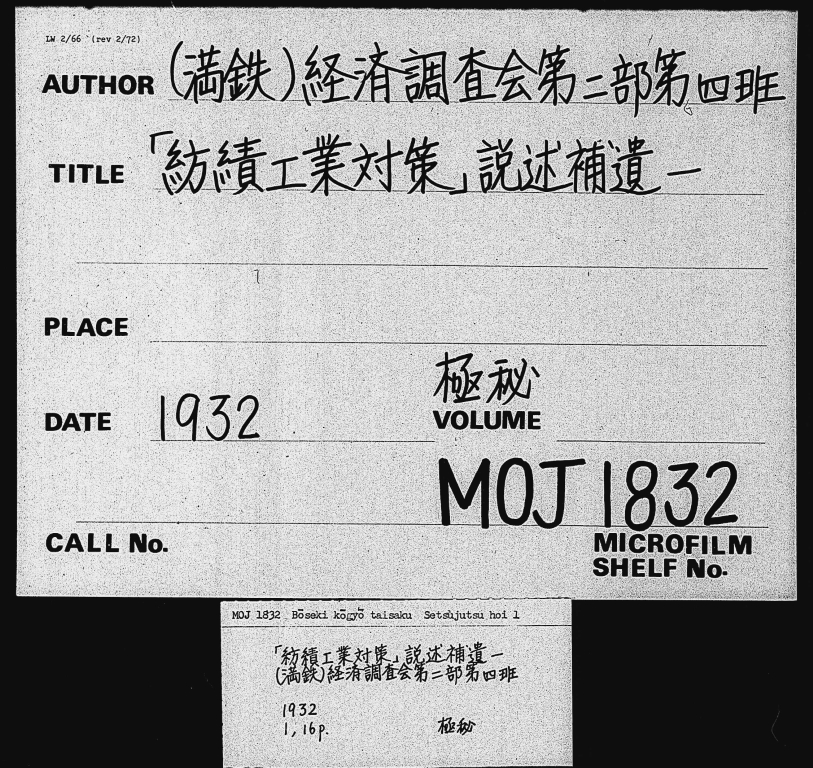 LW 2/66 (rev 2/72)
AUTHOR (満鉄)経済調査会第二部第四班
TITLE 「紡績工業対策」説述補遺一
PLACE
極秘
DATE 1932 VOLUME
MOJ 1832
CALL No. MICROFILM
SHELF No.
MOJ 1832 Bōseki kōgyō taisaku Setsujutsu hoi 1
「紡績工業対策」説述補遺一
(満鉄)経済調査会第二部第四班
1932
1, 16p. 極秘